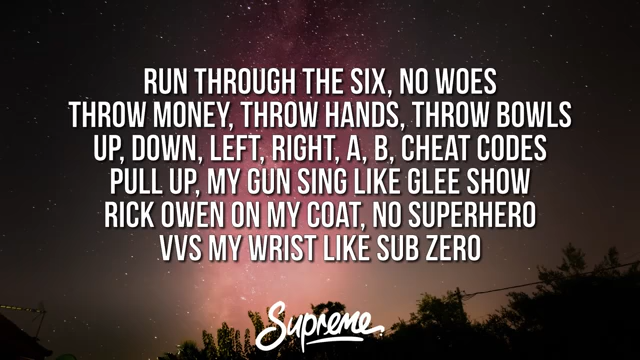 RUN THROUGH THE SIX, NO WOES
THROW MONEY, THROW HANDS, THROW BOWLS
UP, DOWN, LEFT, RIGHT, A, B, CHEAT CODES
PULL UP, MY GUN SING LIKE GLEE SHOW
RICK OWEN ON MY COAT, NO SUPERHERO
VVS MY WRIST LIKE SUB ZERO
Supreme.